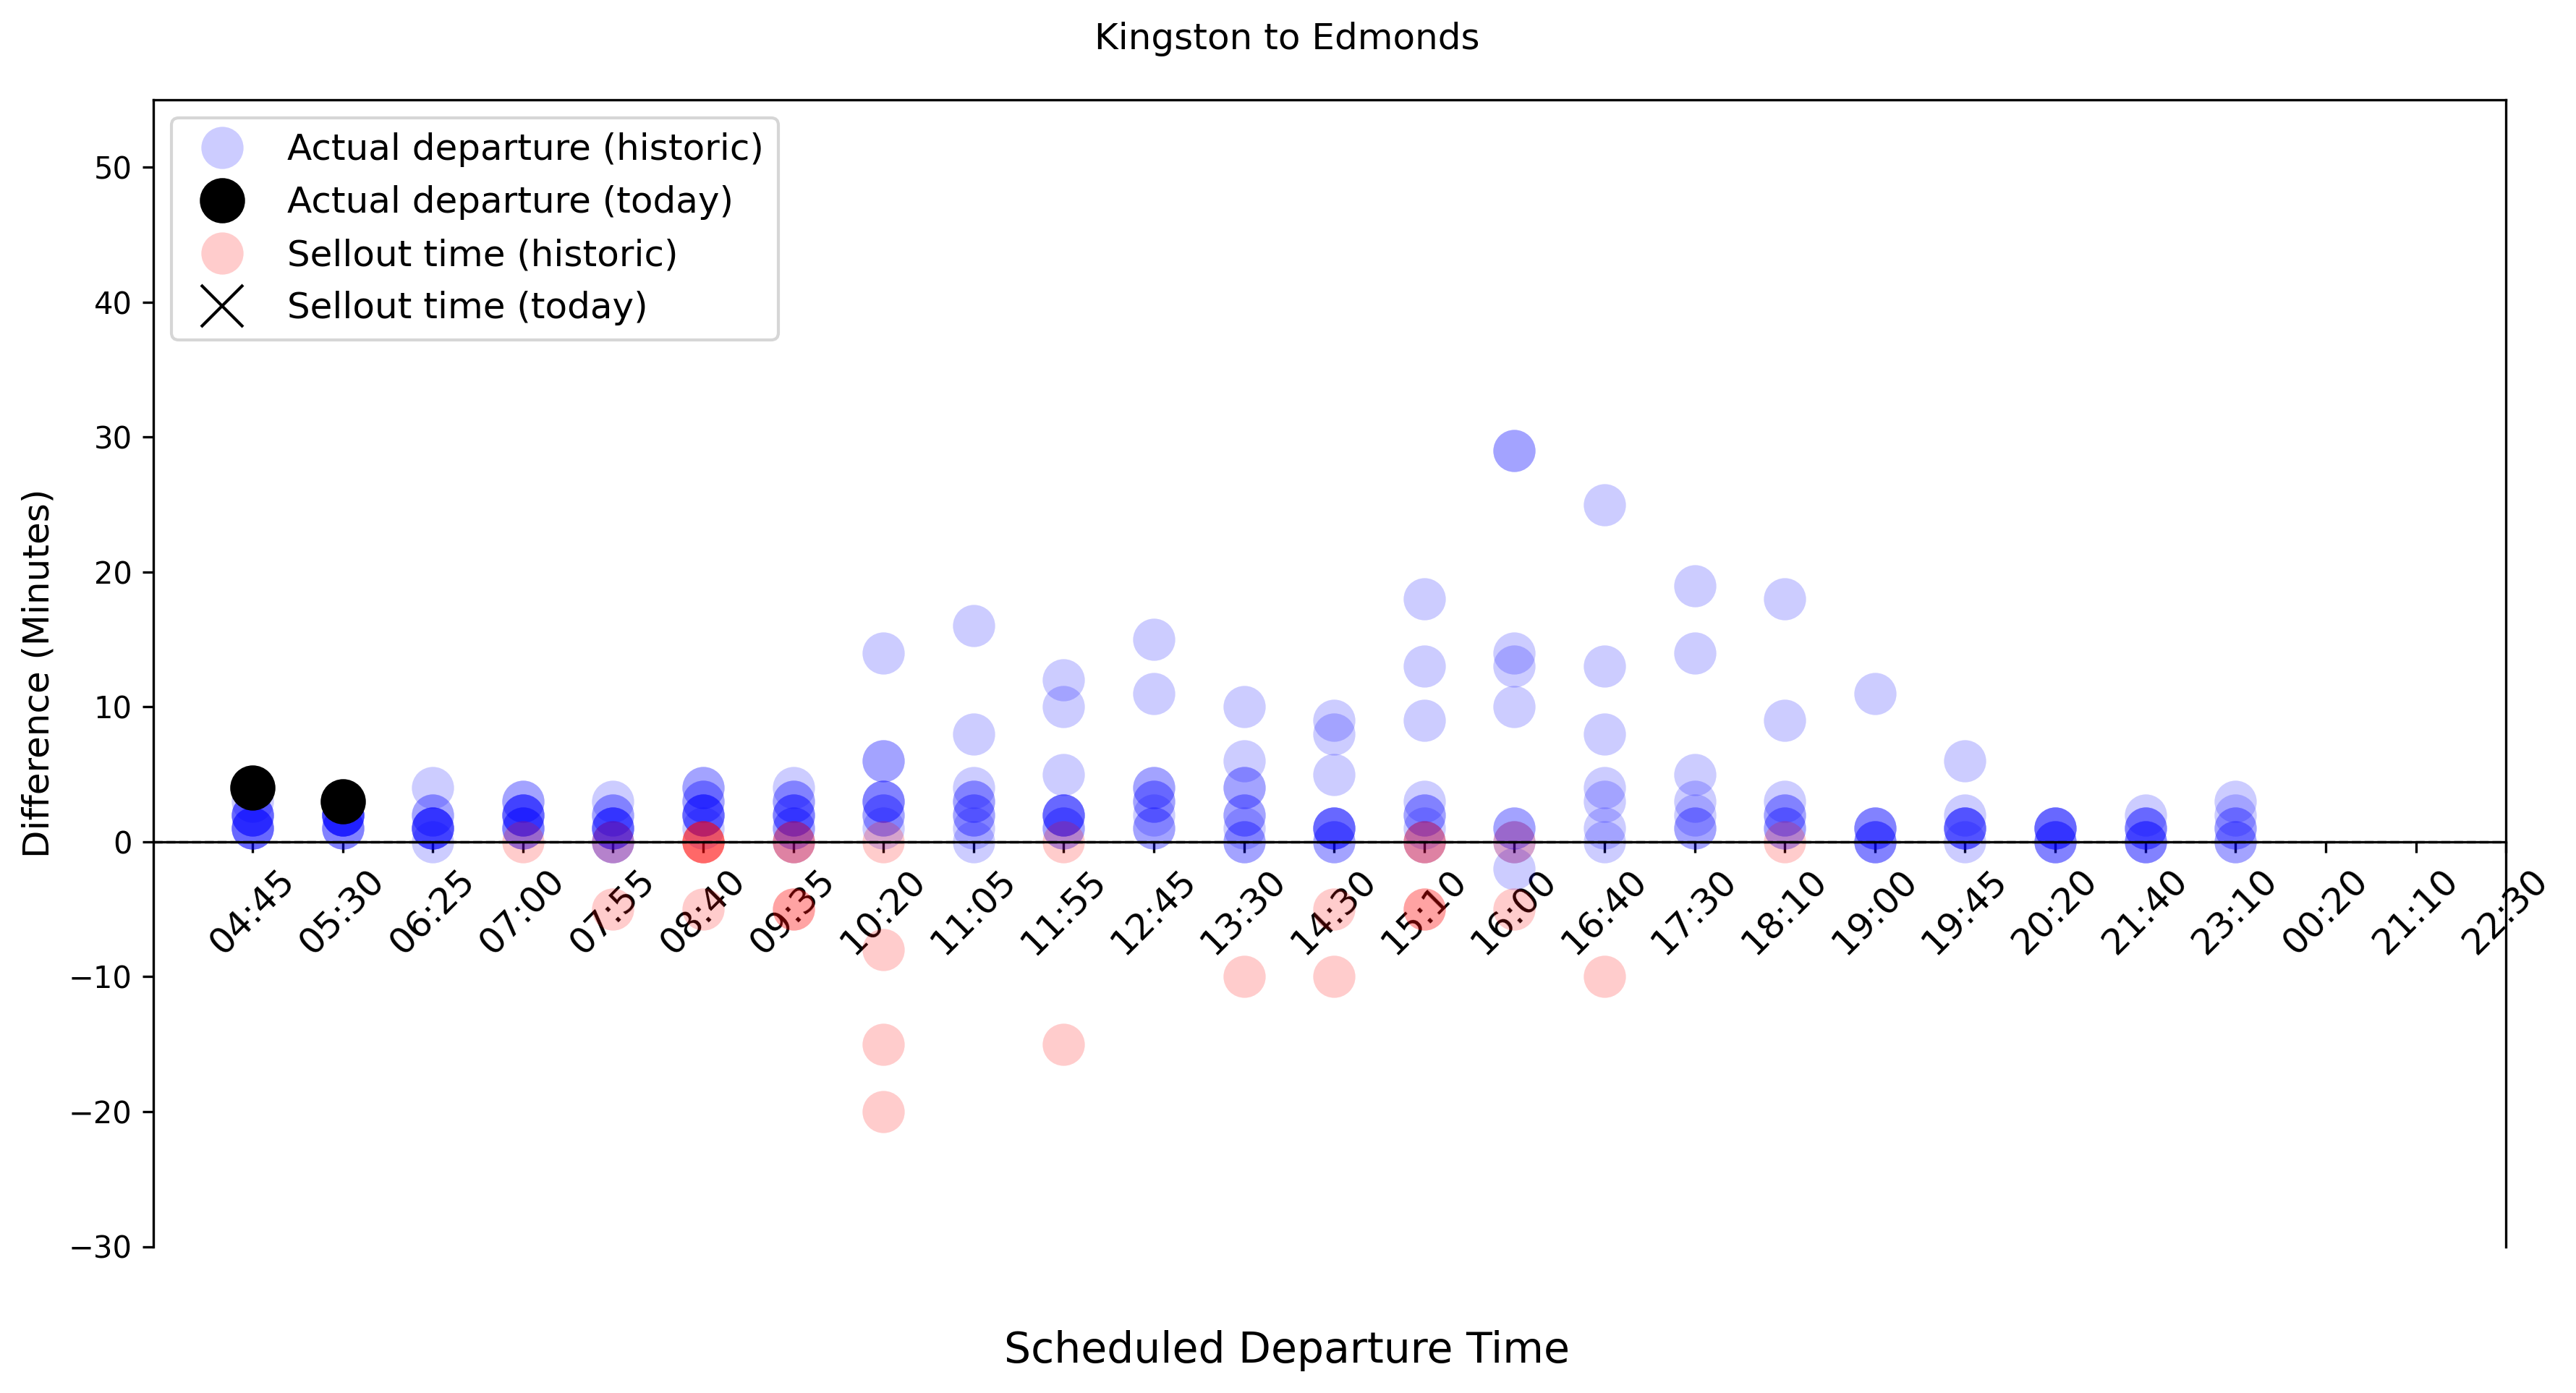 Kingston to Edmonds
Actual departure (historic)
Actual departure (today)
Sellout time (historic)
Sellout time (today)
Difference (Minutes)
50
40
30
20
10
0
−10
−20
−30
04:45 05:30 06:25 07:00 07:55 08:40 09:35 10:20 11:05 11:55 12:45 13:30 14:30 15:10 16:00 16:40 17:30 18:10 19:00 19:45 20:20 21:40 23:10 00:20 21:10 22:30
Scheduled Departure Time